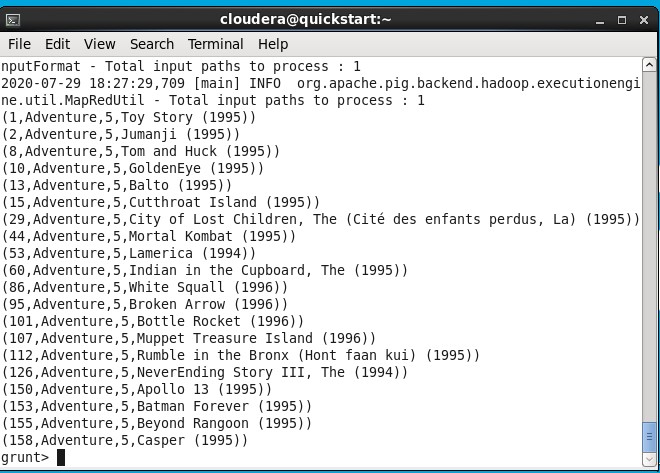 cloudera@quickstart:~
File Edit View Search Terminal Help
nputFormat - Total input paths to process : 1
2020-07-29 18:27:29,709 [main] INFO  org.apache.pig.backend.hadoop.executionengi
ne.util.MapRedUtil - Total input paths to process : 1
(1,Adventure,5,Toy Story (1995))
(2,Adventure,5,Jumanji (1995))
(8,Adventure,5,Tom and Huck (1995))
(10,Adventure,5,GoldenEye (1995))
(13,Adventure,5,Balto (1995))
(15,Adventure,5,Cutthroat Island (1995))
(29,Adventure,5,City of Lost Children, The (Cité des enfants perdus, La) (1995))
(44,Adventure,5,Mortal Kombat (1995))
(53,Adventure,5,Lamerica (1994))
(60,Adventure,5,Indian in the Cupboard, The (1995))
(86,Adventure,5,White Squall (1996))
(95,Adventure,5,Broken Arrow (1996))
(101,Adventure,5,Bottle Rocket (1996))
(107,Adventure,5,Muppet Treasure Island (1996))
(112,Adventure,5,Rumble in the Bronx (Hont faan kui) (1995))
(126,Adventure,5,NeverEnding Story III, The (1994))
(150,Adventure,5,Apollo 13 (1995))
(153,Adventure,5,Batman Forever (1995))
(155,Adventure,5,Beyond Rangoon (1995))
(158,Adventure,5,Casper (1995))
grunt>